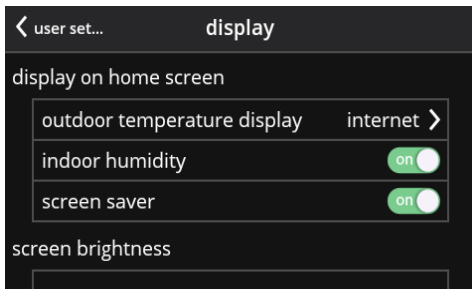 user set... display
display on home screen
outdoor temperature display internet
indoor humidity on
screen saver on
screen brightness